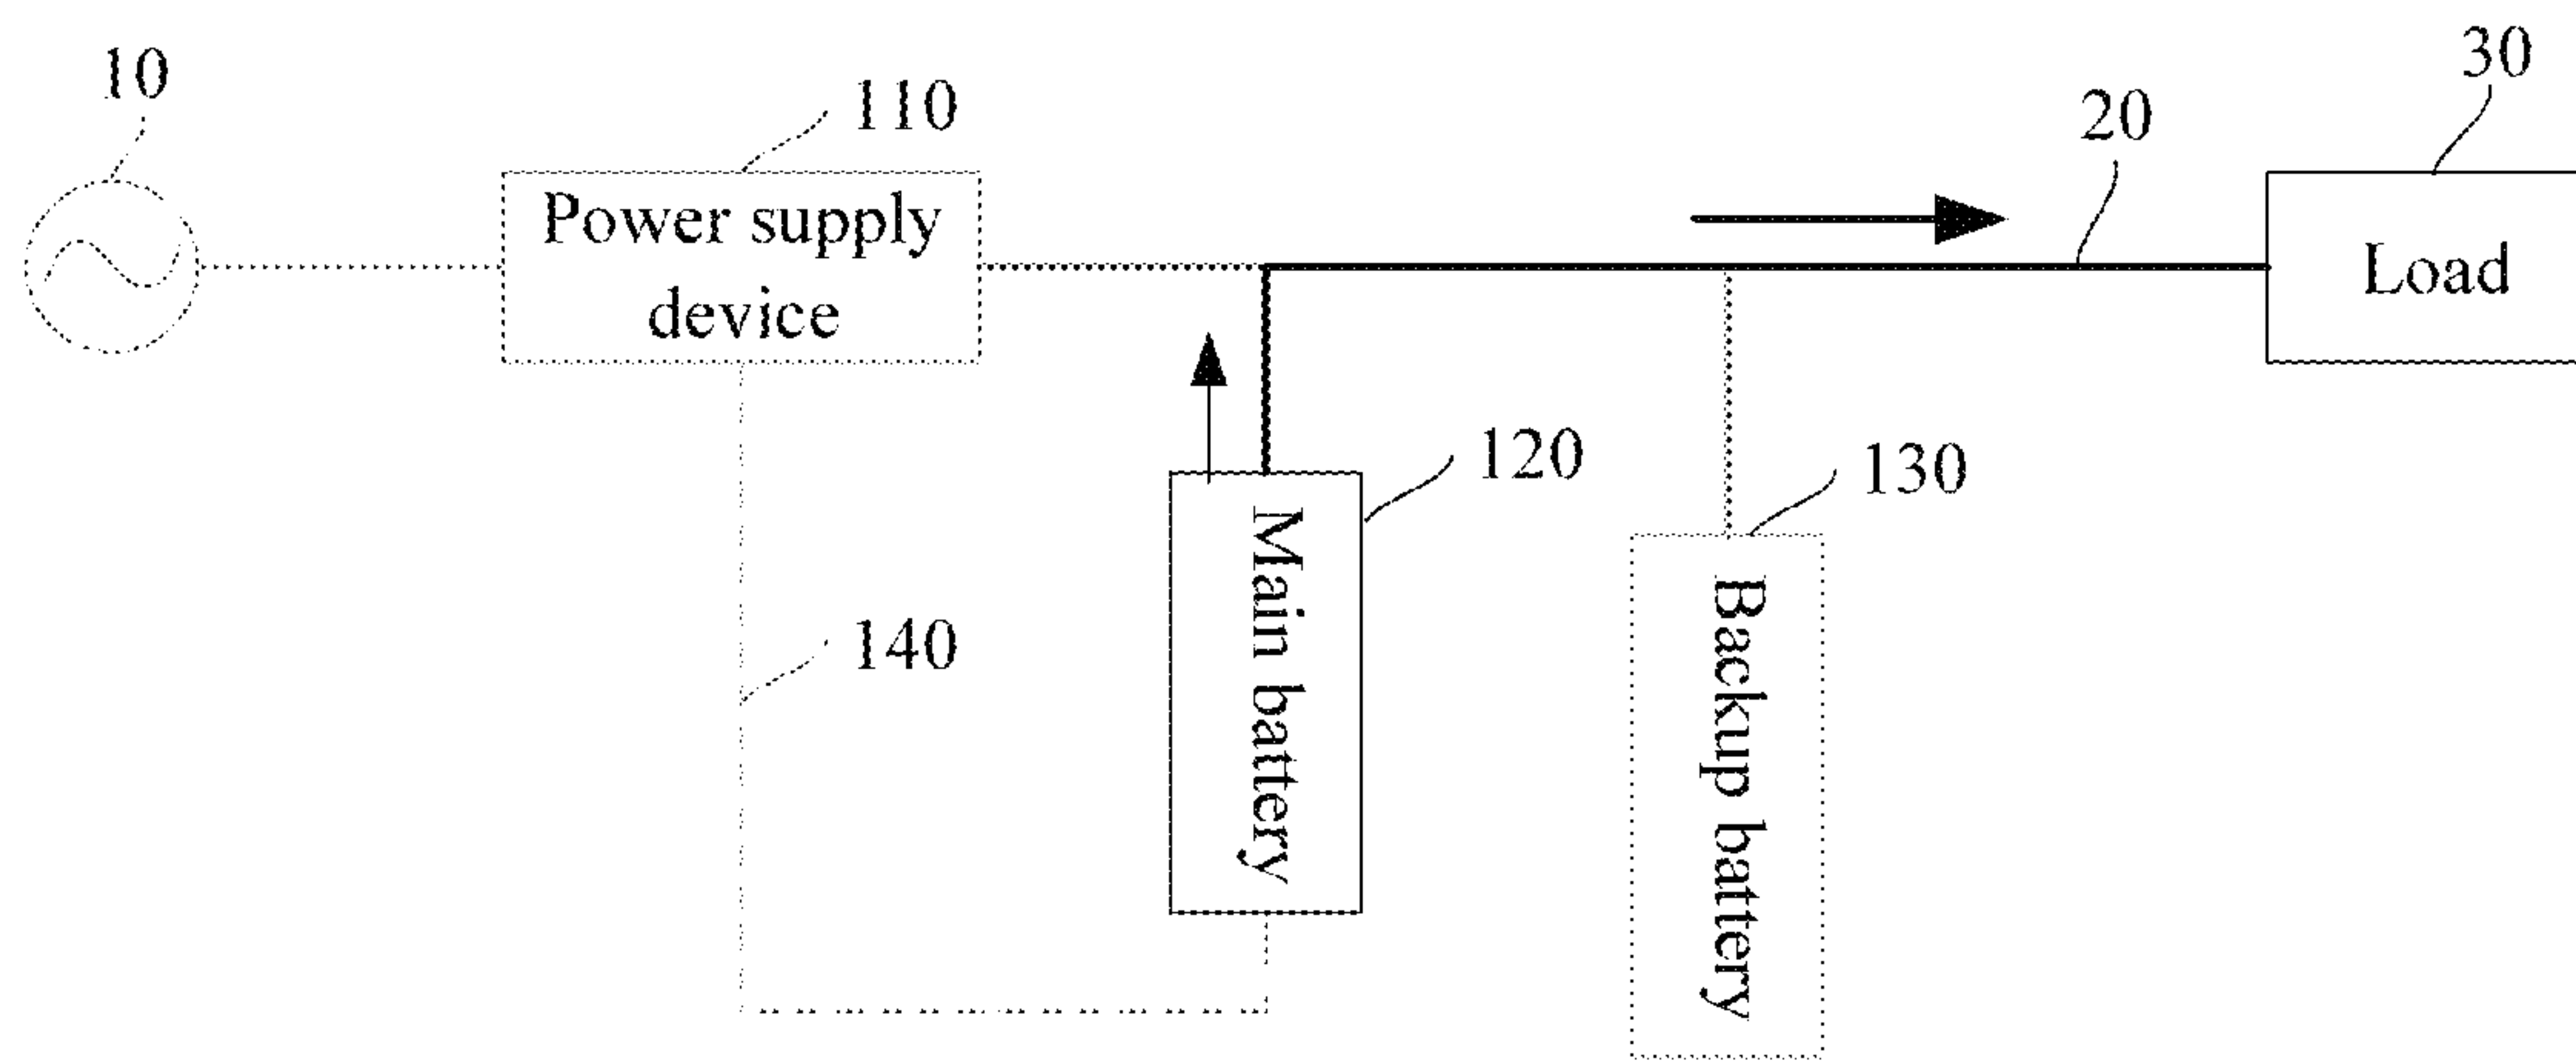 10
110
20
30
Power supply
device
Load
120
130
Main battery
Backup battery
140